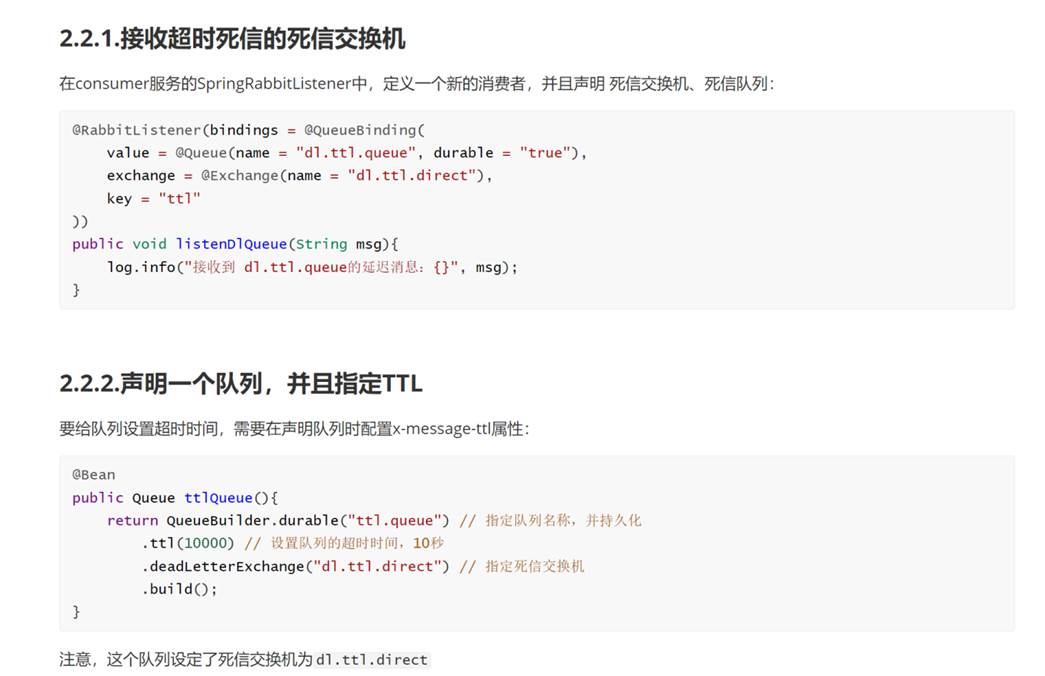 2.2.1.接收超时死信的死信交换机
在consumer服务的SpringRabbitListener中，定义一个新的消费者，并且声明 死信交换机、死信队列：
@RabbitListener(bindings = @QueueBinding(
    value = @Queue(name = "dl.ttl.queue", durable = "true"),
    exchange = @Exchange(name = "dl.ttl.direct"),
    key = "ttl"
))
public void listenDlQueue(String msg){
    log.info("接收到 dl.ttl.queue的延迟消息：{}", msg);
}
2.2.2.声明一个队列，并且指定TTL
要给队列设置超时时间，需要在声明队列时配置x-message-ttl属性：
@Bean
public Queue ttlQueue(){
    return QueueBuilder.durable("ttl.queue") // 指定队列名称，并持久化
        .ttl(10000) // 设置队列的超时时间，10秒
        .deadLetterExchange("dl.ttl.direct") // 指定死信交换机
        .build();
}
注意，这个队列设定了死信交换机为dl.ttl.direct